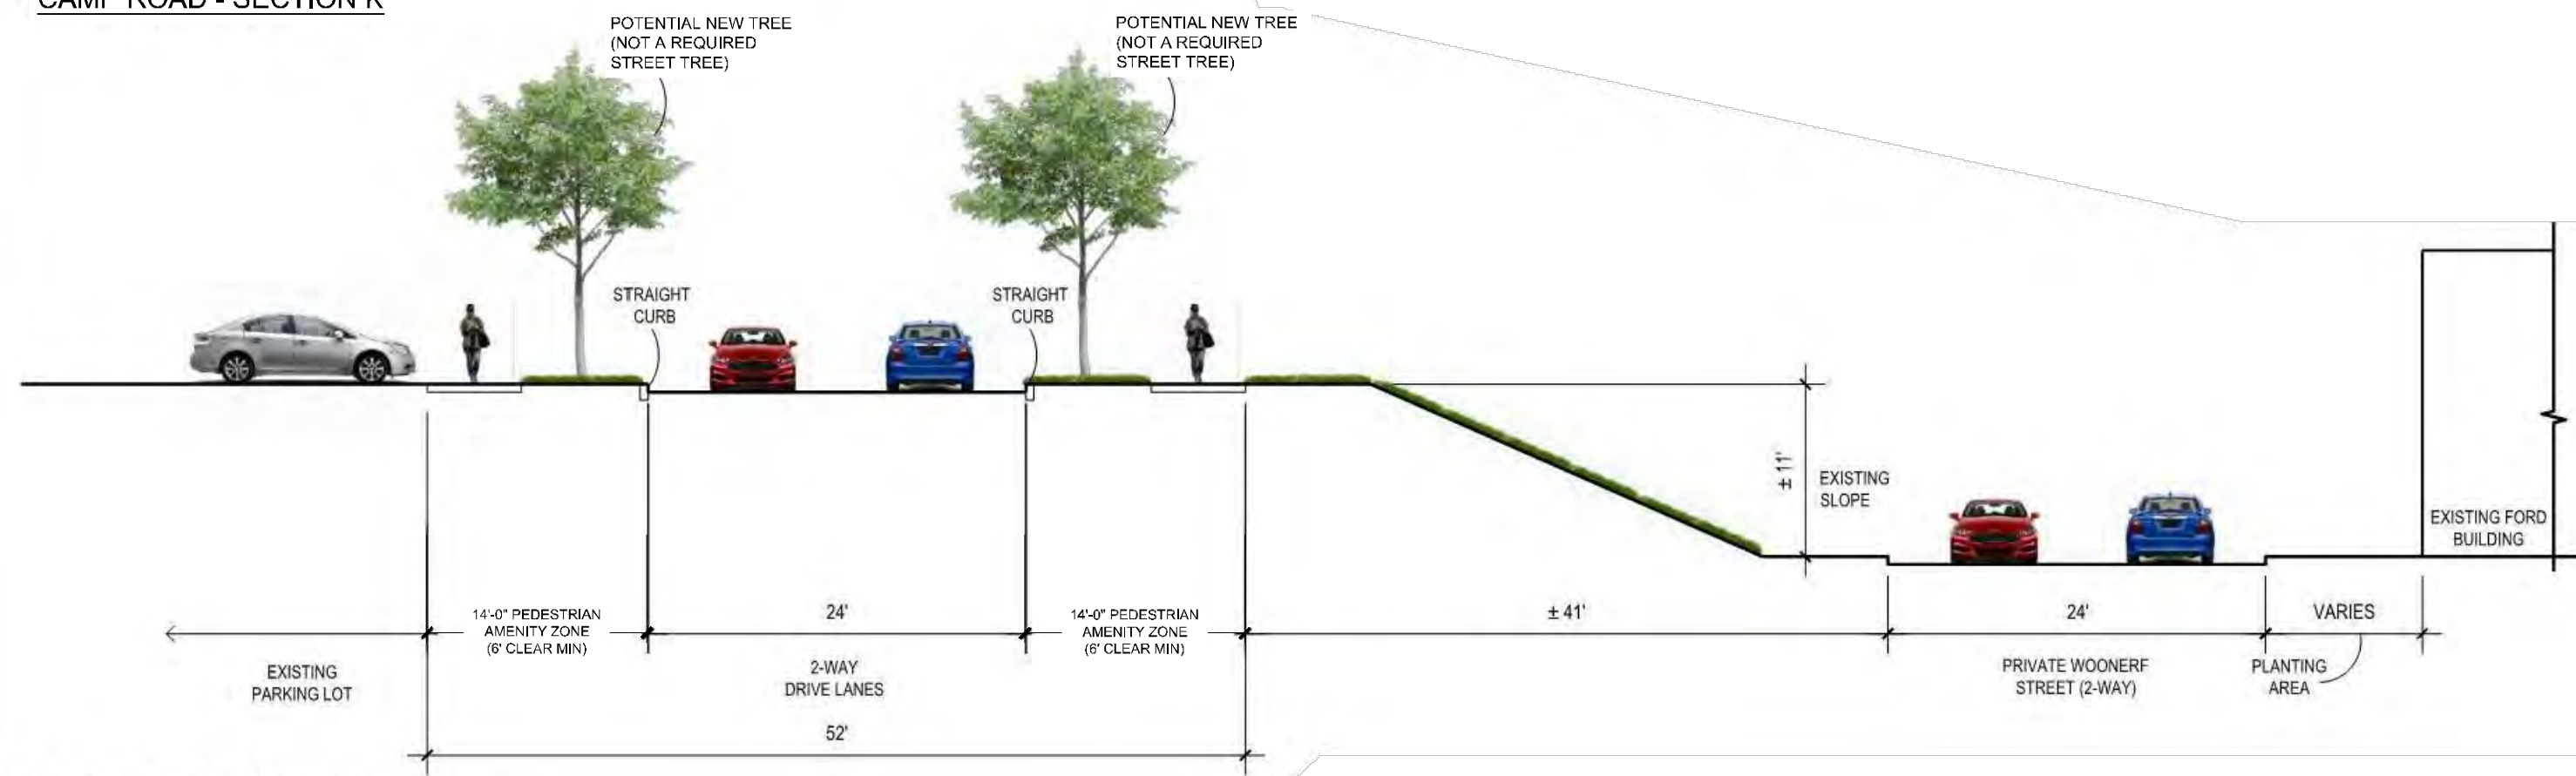 CAMP ROAD - SECTION K
POTENTIAL NEW TREE
(NOT A REQUIRED
STREET TREE)
POTENTIAL NEW TREE
(NOT A REQUIRED
STREET TREE)
STRAIGHT
CURB
STRAIGHT
CURB
± 11'
EXISTING
SLOPE
EXISTING FORD
BUILDING
14'-0" PEDESTRIAN
AMENITY ZONE
(6' CLEAR MIN)
24'
14'-0" PEDESTRIAN
AMENITY ZONE
(6' CLEAR MIN)
± 41'
24'
VARIES
EXISTING
PARKING LOT
2-WAY
DRIVE LANES
PRIVATE WOONERF
STREET (2-WAY)
PLANTING
AREA
52'